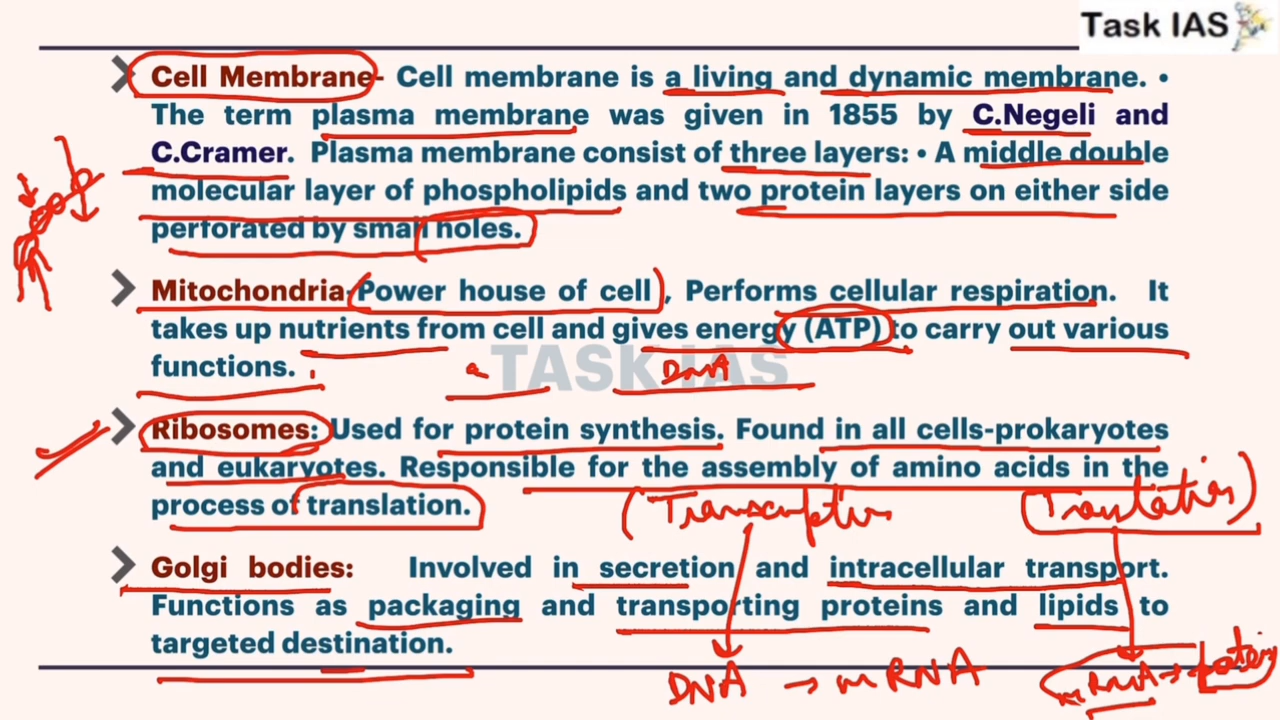 Task IAS
Cell Membrane- Cell membrane is a living and dynamic membrane. •
The term plasma membrane was given in 1855 by C.Negeli and
C.Cramer. Plasma membrane consist of three layers: • A middle double
molecular layer of phospholipids and two protein layers on either side
perforated by small holes.
Mitochondria-Power house of cell , Performs cellular respiration. It
takes up nutrients from cell and gives energy (ATP) to carry out various
functions.
DNA
TASK IAS
Ribosomes: Used for protein synthesis. Found in all cells-prokaryotes
and eukaryotes. Responsible for the assembly of amino acids in the
process of translation.
(Transcription
(Translation)
Golgi bodies: Involved in secretion and intracellular transport.
Functions as packaging and transporting proteins and lipids to
targeted destination.
DNA → mRNA
mRNA → Protein